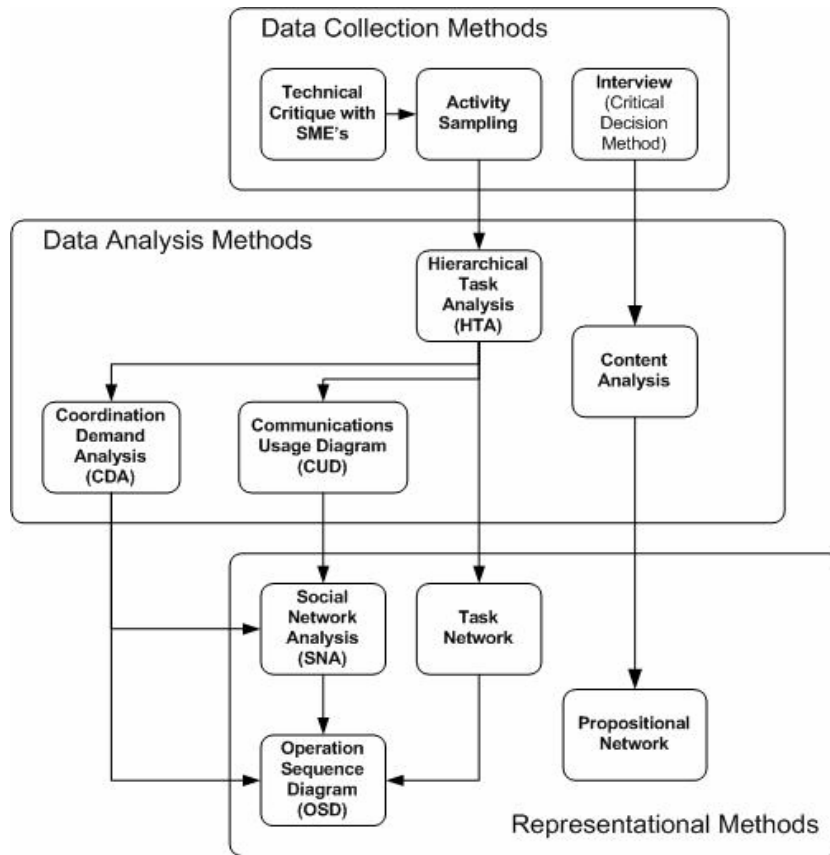 Data Collection Methods
Technical
Critique with
SME's
Activity
Sampling
Interview
(Critical
Decision
Method)
Data Analysis Methods
Hierarchical
Task
Analysis
(HTA)
Content
Analysis
Coordination
Demand
Analysis
(CDA)
Communications
Usage Diagram
(CUD)
Social
Network
Analysis
(SNA)
Task
Network
Propositional
Network
Operation
Sequence
Diagram
(OSD)
Representational Methods